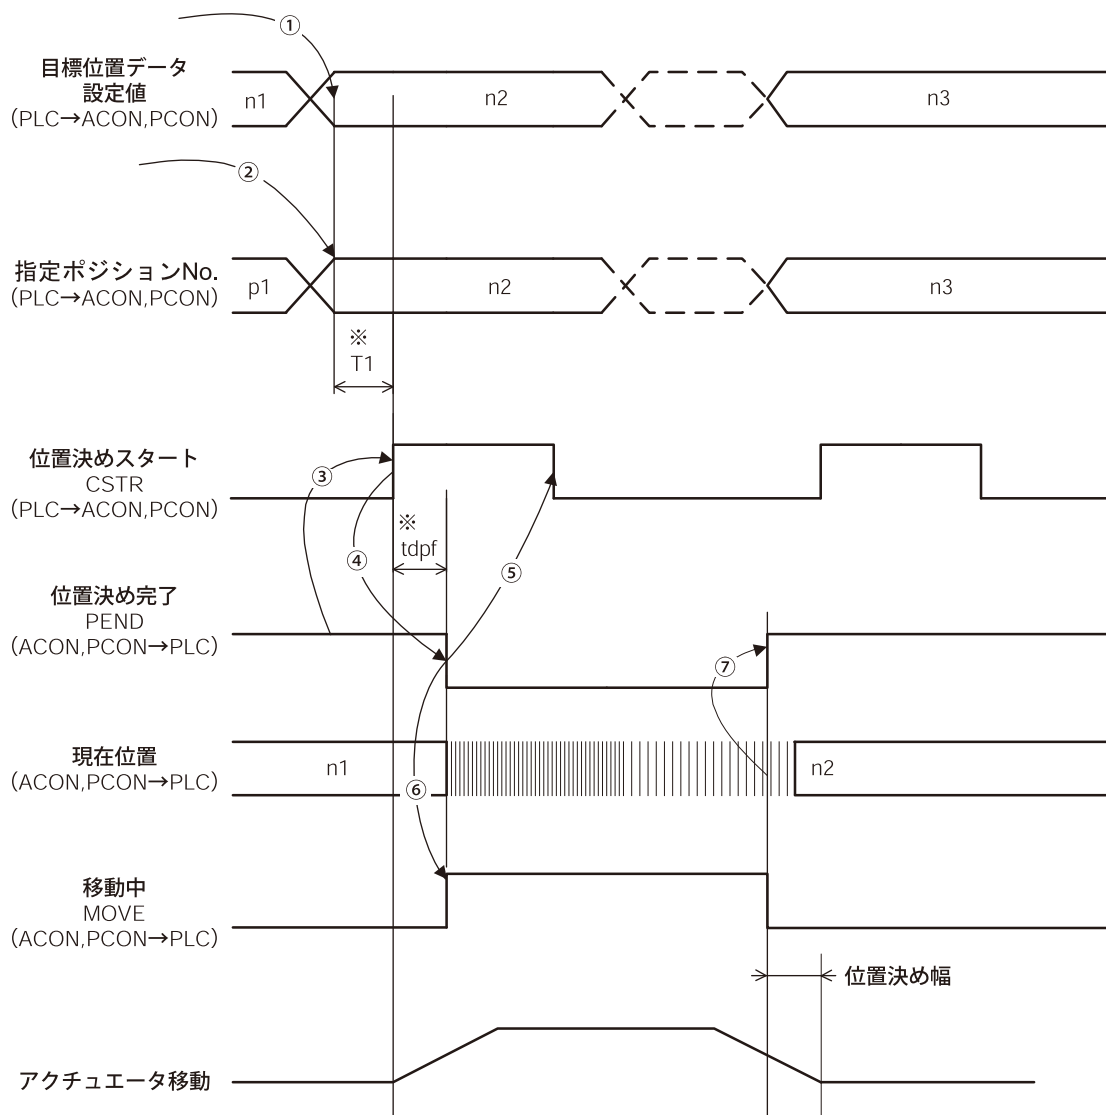 ①
目標位置データ
設定値
(PLC→ACON,PCON)
n1
n2
n3
②
指定ポジションNo.
(PLC→ACON,PCON)
p1
n2
n3
※
T1
位置決めスタート
CSTR
(PLC→ACON,PCON)
③
※
tdpf
④
⑤
位置決め完了
PEND
(ACON,PCON→PLC)
⑦
現在位置
(ACON,PCON→PLC)
n1
n2
⑥
移動中
MOVE
(ACON,PCON→PLC)
位置決め幅
アクチュエータ移動